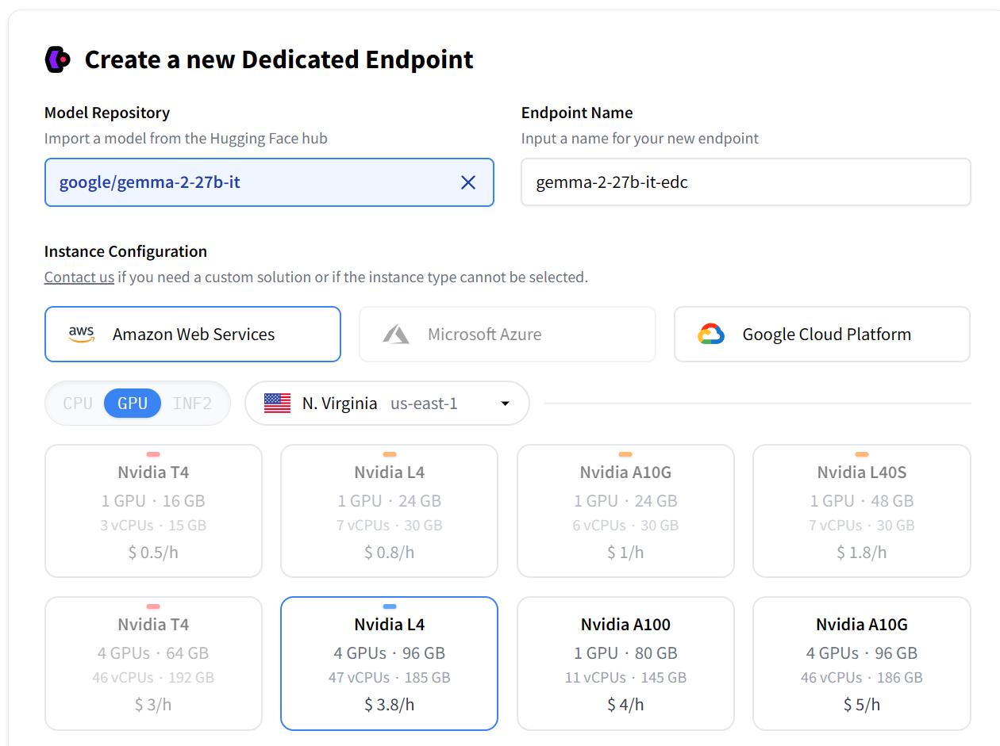 Create a new Dedicated Endpoint
Model Repository
Import a model from the Hugging Face hub
google/gemma-2-27b-it
Endpoint Name
Input a name for your new endpoint
gemma-2-27b-it-edc
Instance Configuration
Contact us if you need a custom solution or if the instance type cannot be selected.
aws Amazon Web Services
Microsoft Azure
Google Cloud Platform
CPU GPU INF2
N. Virginia us-east-1
Nvidia T4
1 GPU · 16 GB
3 vCPUs · 15 GB
$ 0.5/h
Nvidia L4
1 GPU · 24 GB
7 vCPUs · 30 GB
$ 0.8/h
Nvidia A10G
1 GPU · 24 GB
6 vCPUs · 30 GB
$ 1/h
Nvidia L40S
1 GPU · 48 GB
7 vCPUs · 30 GB
$ 1.8/h
Nvidia T4
4 GPUs · 64 GB
46 vCPUs · 192 GB
$ 3/h
Nvidia L4
4 GPUs · 96 GB
47 vCPUs · 185 GB
$ 3.8/h
Nvidia A100
1 GPU · 80 GB
11 vCPUs · 145 GB
$ 4/h
Nvidia A10G
4 GPUs · 96 GB
46 vCPUs · 186 GB
$ 5/h